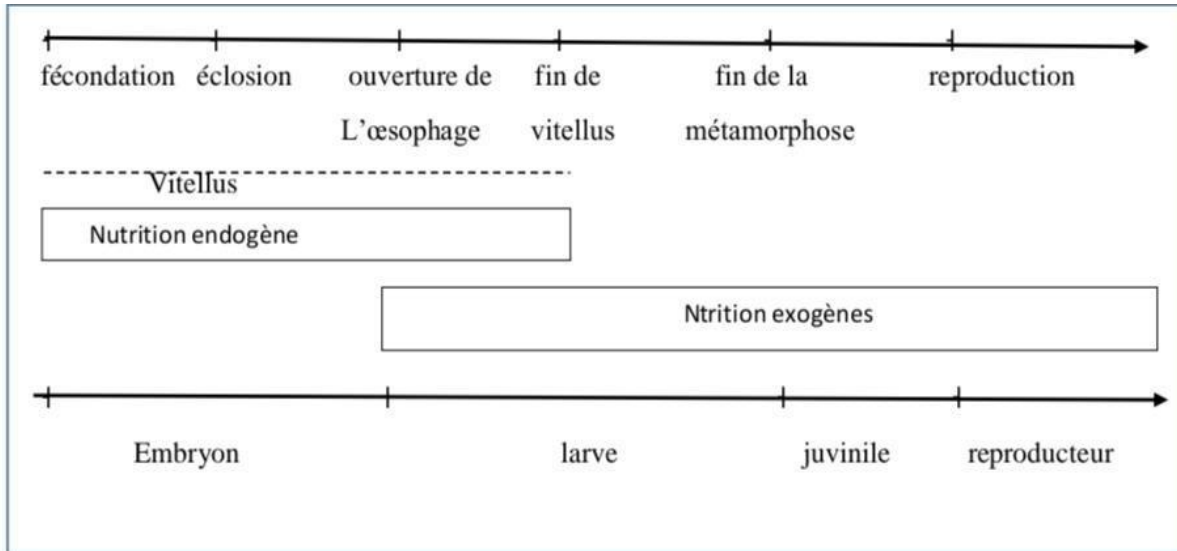 fécondation éclosion ouverture de fin de fin de la reproduction
L'œsophage vitellus métamorphose
Vitellus
Nutrition endogène
Ntrition exogènes
Embryon larve juvinile reproducteur